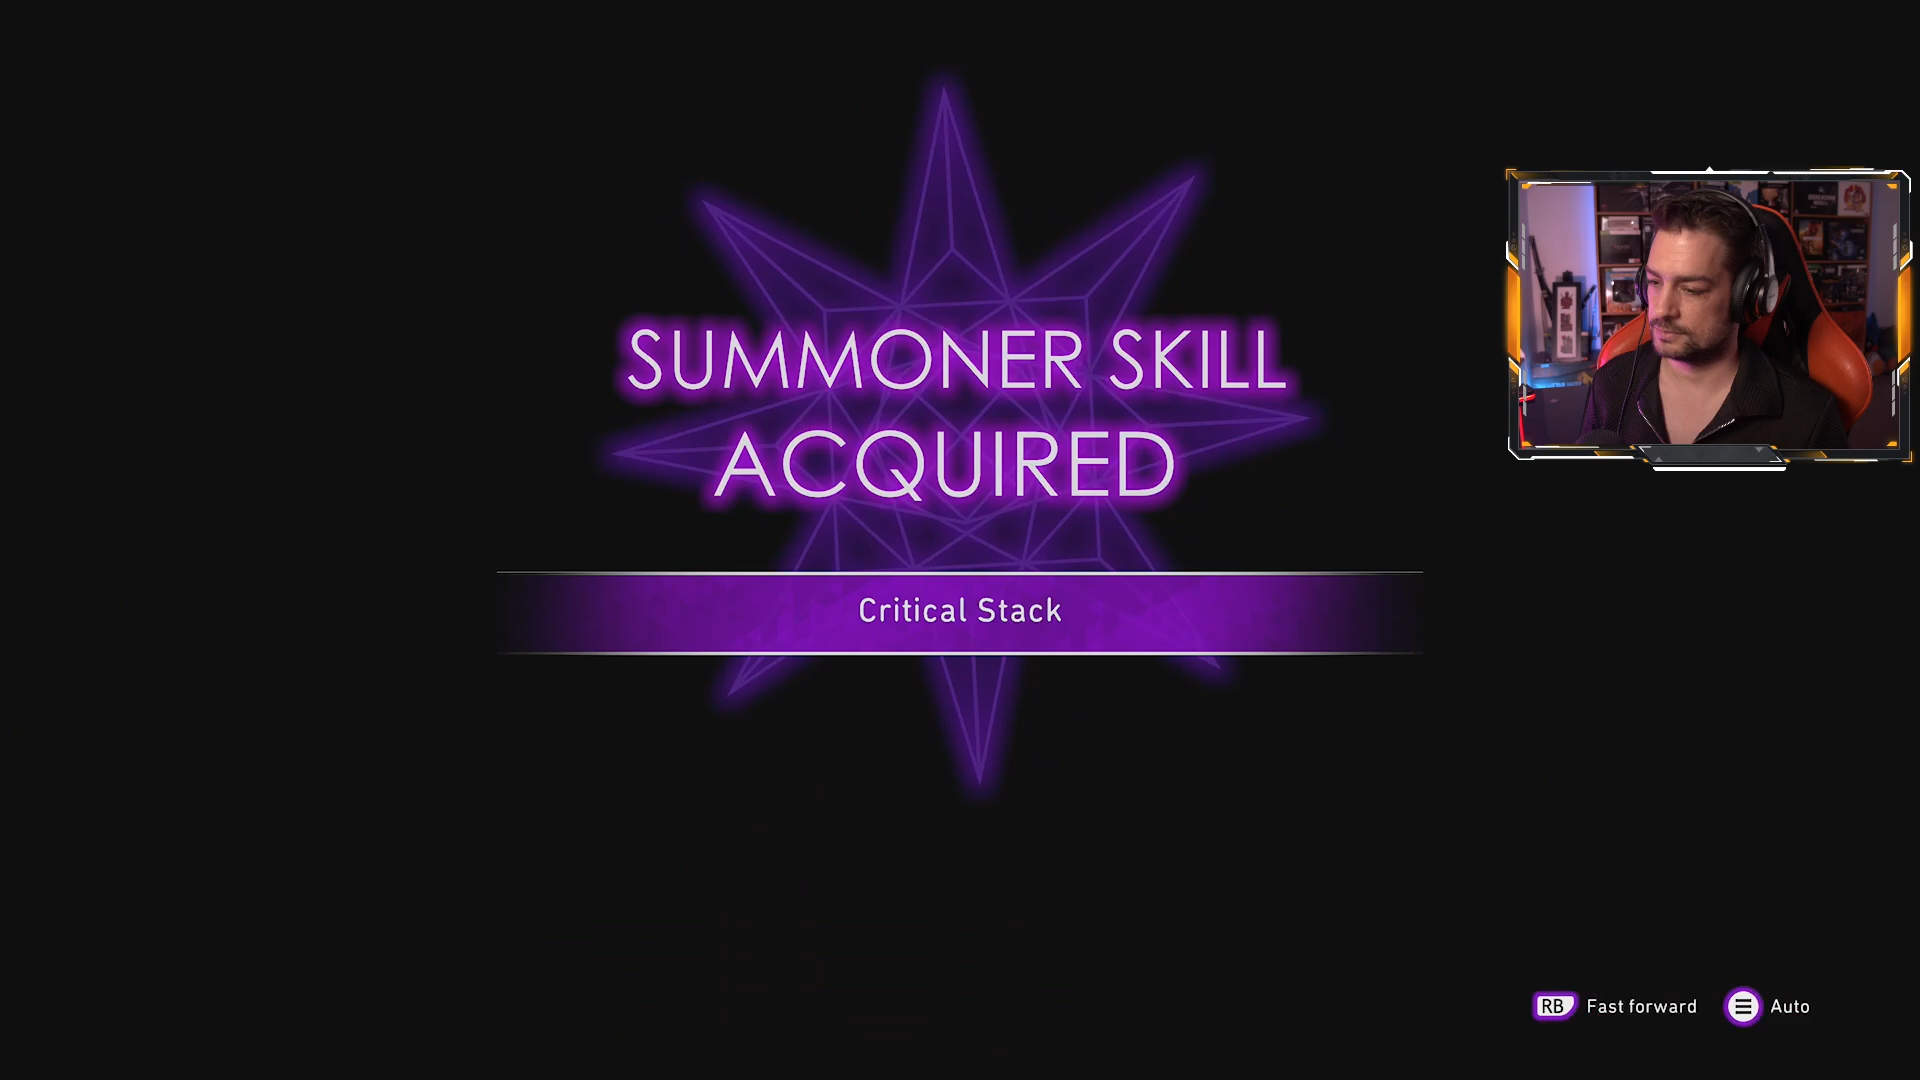 SUMMONER SKILL
ACQUIRED
Critical Stack
RB Fast forward Auto